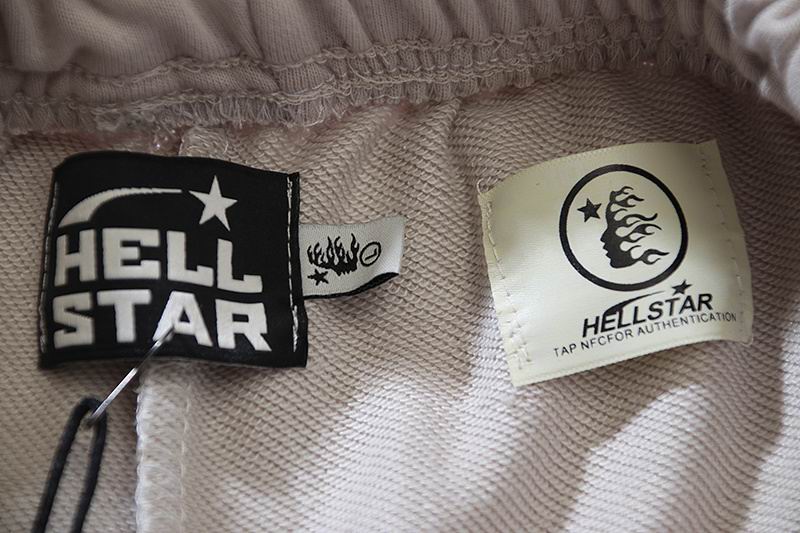 HELL
STAR
L
HELLSTAR
TAP NFCFOR AUTHENTICATION